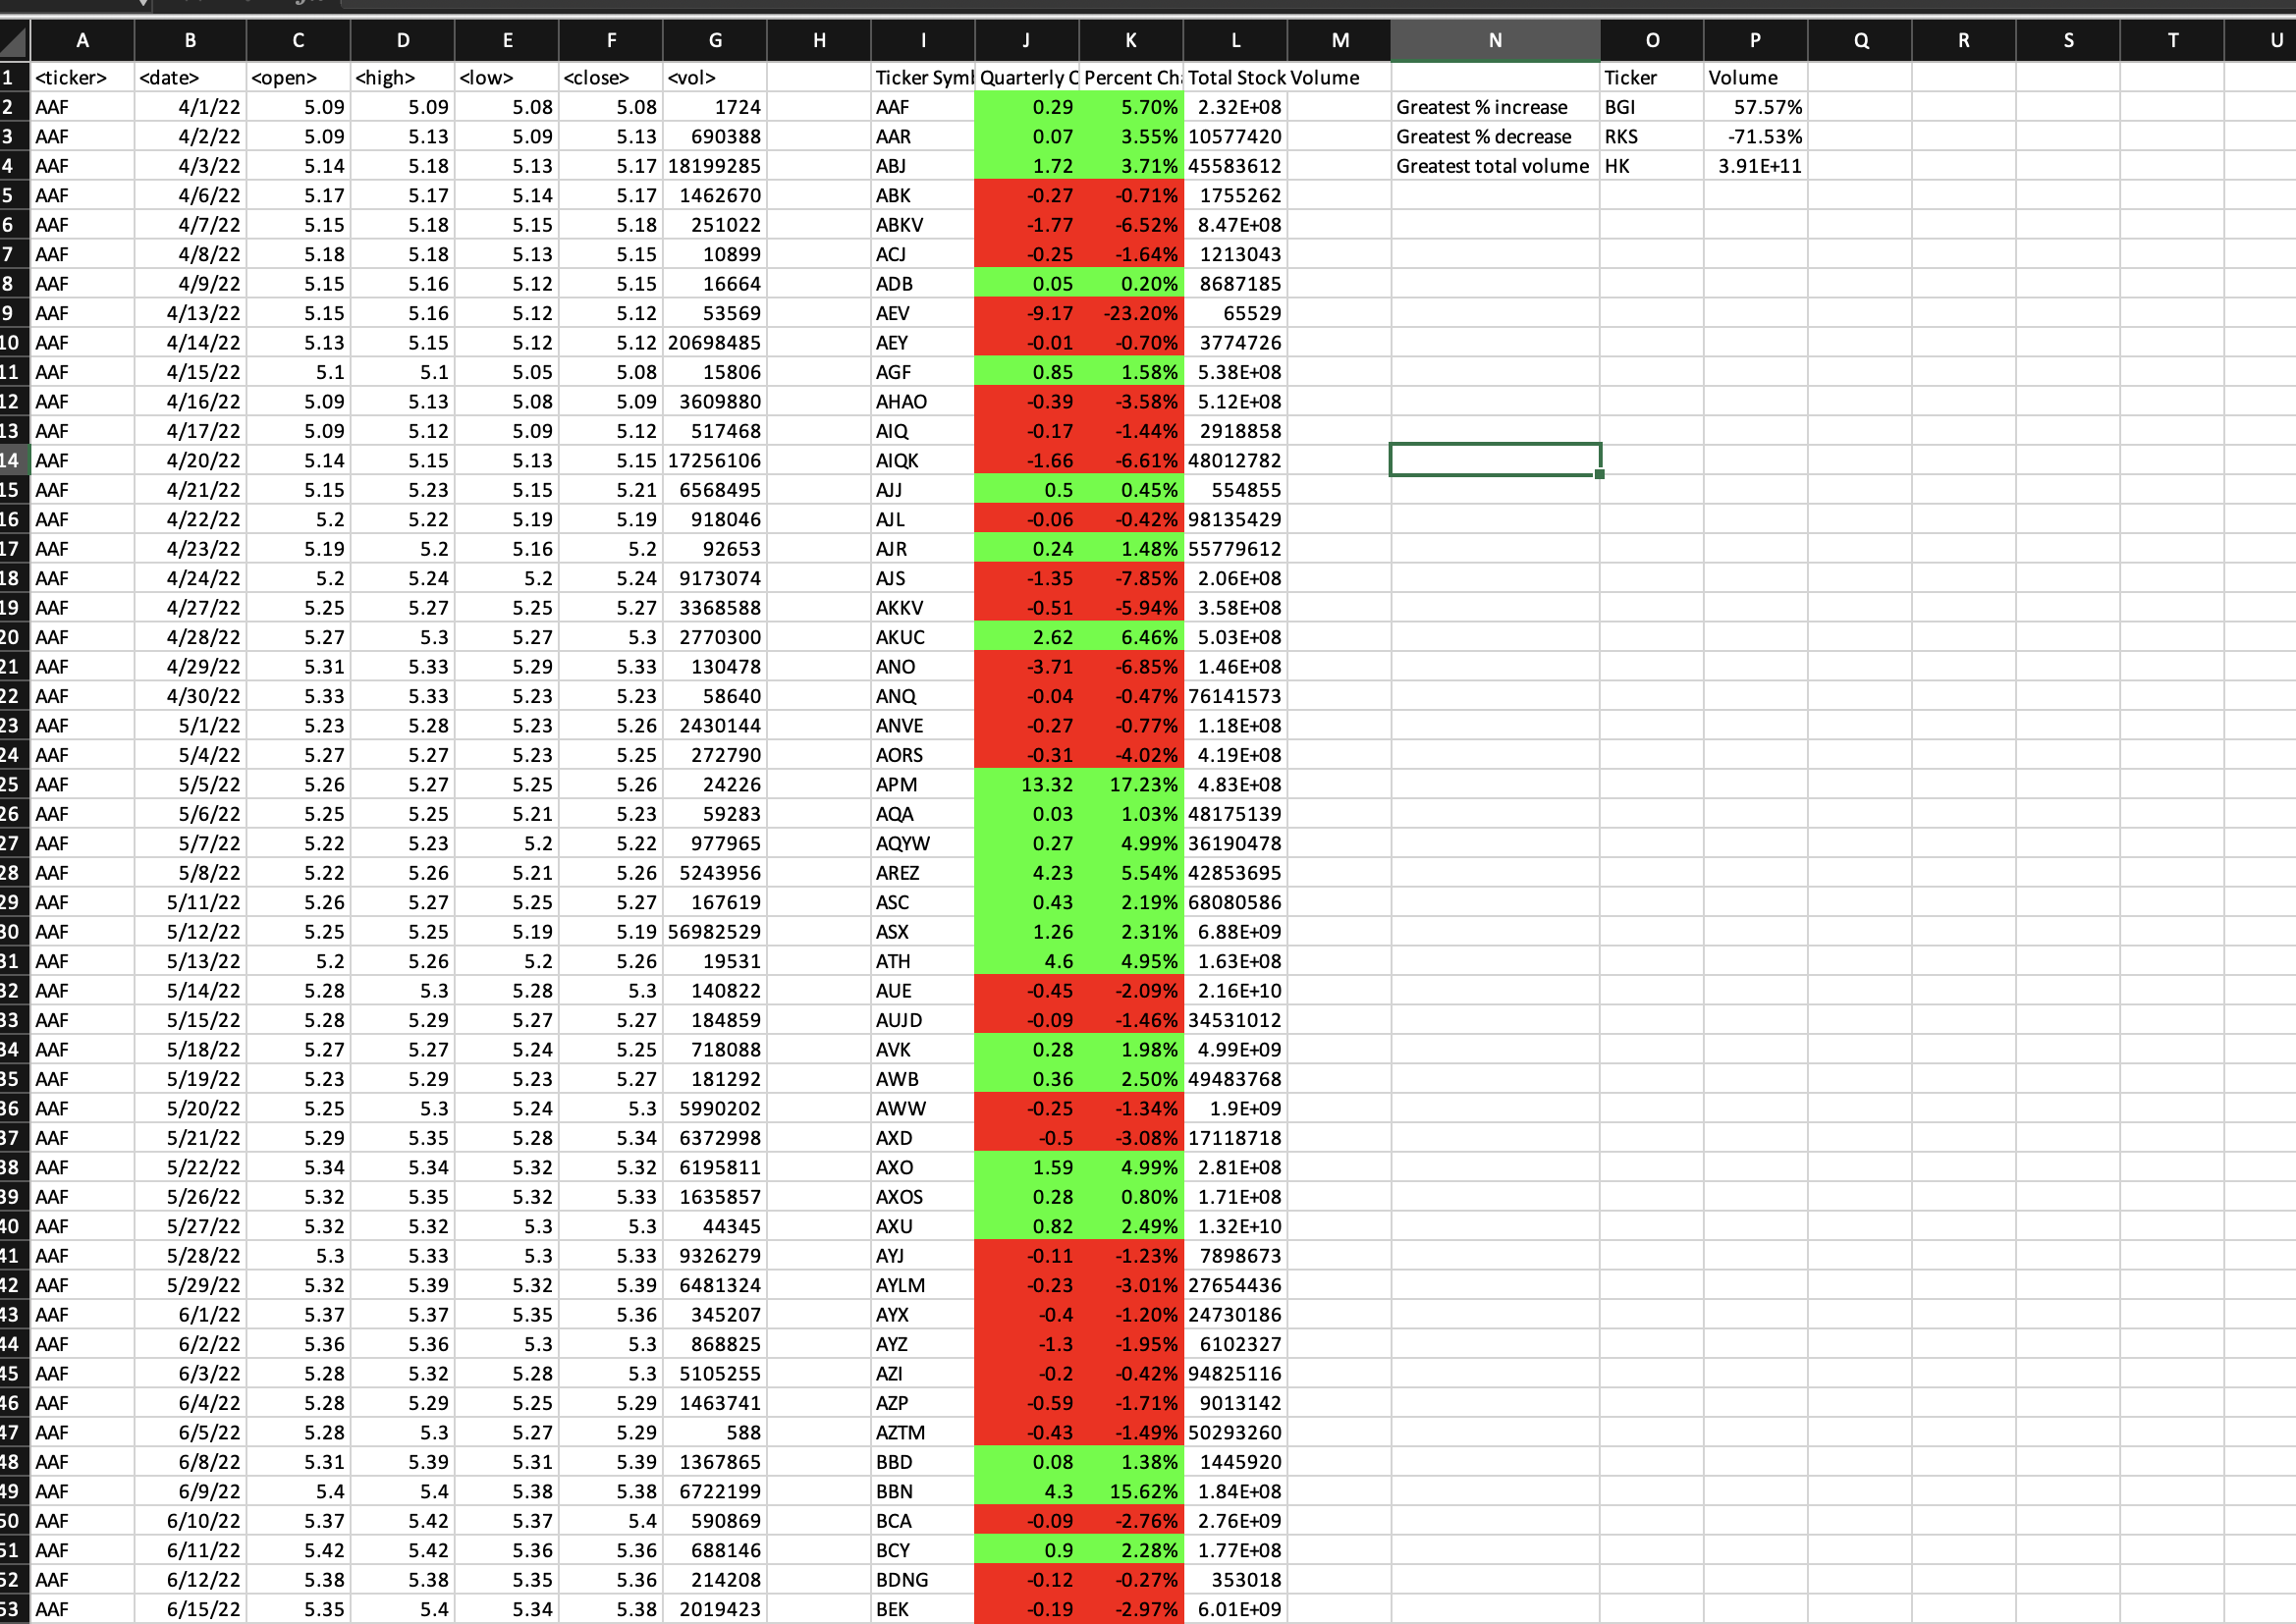 A B C D E F G H I J K L M N O P Q R S T U
1 <ticker> <date> <open> <high> <low> <close> <vol> Ticker Syml Quarterly C Percent Ch Total Stock Volume Ticker Volume
2 AAF 4/1/22 5.09 5.09 5.08 5.08 1724 AAF 0.29 5.70% 2.32E+08 Greatest % increase BGI 57.57%
3 AAF 4/2/22 5.09 5.13 5.09 5.13 690388 AAR 0.07 3.55% 10577420 Greatest % decrease RKS -71.53%
4 AAF 4/3/22 5.14 5.18 5.13 5.17 18199285 ABJ 1.72 3.71% 45583612 Greatest total volume HK 3.91E+11
5 AAF 4/6/22 5.17 5.17 5.14 5.17 1462670 ABK -0.27 -0.71% 1755262
6 AAF 4/7/22 5.15 5.18 5.15 5.18 251022 ABKV -1.77 -6.52% 8.47E+08
7 AAF 4/8/22 5.18 5.18 5.13 5.15 10899 ACJ -0.25 -1.64% 1213043
8 AAF 4/9/22 5.15 5.16 5.12 5.15 16664 ADB 0.05 0.20% 8687185
9 AAF 4/13/22 5.15 5.16 5.12 5.12 53569 AEV -9.17 -23.20% 65529
10 AAF 4/14/22 5.13 5.15 5.12 5.12 20698485 AEY -0.01 -0.70% 3774726
11 AAF 4/15/22 5.1 5.1 5.05 5.08 15806 AGF 0.85 1.58% 5.38E+08
12 AAF 4/16/22 5.09 5.13 5.08 5.09 3609880 AHAO -0.39 -3.58% 5.12E+08
13 AAF 4/17/22 5.09 5.12 5.09 5.12 517468 AIQ -0.17 -1.44% 2918858
14 AAF 4/20/22 5.14 5.15 5.13 5.15 17256106 AIQK -1.66 -6.61% 48012782
15 AAF 4/21/22 5.15 5.23 5.15 5.21 6568495 AJJ 0.5 0.45% 554855
16 AAF 4/22/22 5.2 5.22 5.19 5.19 918046 AJL -0.06 -0.42% 98135429
17 AAF 4/23/22 5.19 5.2 5.16 5.2 92653 AJR 0.24 1.48% 55779612
18 AAF 4/24/22 5.2 5.24 5.2 5.24 9173074 AJS -1.35 -7.85% 2.06E+08
19 AAF 4/27/22 5.25 5.27 5.25 5.27 3368588 AKKV -0.51 -5.94% 3.58E+08
20 AAF 4/28/22 5.27 5.3 5.27 5.3 2770300 AKUC 2.62 6.46% 5.03E+08
21 AAF 4/29/22 5.31 5.33 5.29 5.33 130478 ANO -3.71 -6.85% 1.46E+08
22 AAF 4/30/22 5.33 5.33 5.23 5.23 58640 ANQ -0.04 -0.47% 76141573
23 AAF 5/1/22 5.23 5.28 5.23 5.26 2430144 ANVE -0.27 -0.77% 1.18E+08
24 AAF 5/4/22 5.27 5.27 5.23 5.25 272790 AORS -0.31 -4.02% 4.19E+08
25 AAF 5/5/22 5.26 5.27 5.25 5.26 24226 APM 13.32 17.23% 4.83E+08
26 AAF 5/6/22 5.25 5.25 5.21 5.23 59283 AQA 0.03 1.03% 48175139
27 AAF 5/7/22 5.22 5.23 5.2 5.22 977965 AQYW 0.27 4.99% 36190478
28 AAF 5/8/22 5.22 5.26 5.21 5.26 5243956 AREZ 4.23 5.54% 42853695
29 AAF 5/11/22 5.26 5.27 5.25 5.27 167619 ASC 0.43 2.19% 68080586
30 AAF 5/12/22 5.25 5.25 5.19 5.19 56982529 ASX 1.26 2.31% 6.88E+09
31 AAF 5/13/22 5.2 5.26 5.2 5.26 19531 ATH 4.6 4.95% 1.63E+08
32 AAF 5/14/22 5.28 5.3 5.28 5.3 140822 AUE -0.45 -2.09% 2.16E+10
33 AAF 5/15/22 5.28 5.29 5.27 5.27 184859 AUJD -0.09 -1.46% 34531012
34 AAF 5/18/22 5.27 5.27 5.24 5.25 718088 AVK 0.28 1.98% 4.99E+09
35 AAF 5/19/22 5.23 5.29 5.23 5.27 181292 AWB 0.36 2.50% 49483768
36 AAF 5/20/22 5.25 5.3 5.24 5.3 5990202 AWW -0.25 -1.34% 1.9E+09
37 AAF 5/21/22 5.29 5.35 5.28 5.34 6372998 AXD -0.5 -3.08% 17118718
38 AAF 5/22/22 5.34 5.34 5.32 5.32 6195811 AXO 1.59 4.99% 2.81E+08
39 AAF 5/26/22 5.32 5.35 5.32 5.33 1635857 AXOS 0.28 0.80% 1.71E+08
40 AAF 5/27/22 5.32 5.32 5.3 5.3 44345 AXU 0.82 2.49% 1.32E+10
41 AAF 5/28/22 5.3 5.33 5.3 5.33 9326279 AYJ -0.11 -1.23% 7898673
42 AAF 5/29/22 5.32 5.39 5.32 5.39 6481324 AYLM -0.23 -3.01% 27654436
43 AAF 6/1/22 5.37 5.37 5.35 5.36 345207 AYX -0.4 -1.20% 24730186
44 AAF 6/2/22 5.36 5.36 5.3 5.3 868825 AYZ -1.3 -1.95% 6102327
45 AAF 6/3/22 5.28 5.32 5.28 5.3 5105255 AZI -0.2 -0.42% 94825116
46 AAF 6/4/22 5.28 5.29 5.25 5.29 1463741 AZP -0.59 -1.71% 9013142
47 AAF 6/5/22 5.28 5.3 5.27 5.29 588 AZTM -0.43 -1.49% 50293260
48 AAF 6/8/22 5.31 5.39 5.31 5.39 1367865 BBD 0.08 1.38% 1445920
49 AAF 6/9/22 5.4 5.4 5.38 5.38 6722199 BBN 4.3 15.62% 1.84E+08
50 AAF 6/10/22 5.37 5.42 5.37 5.4 590869 BCA -0.09 -2.76% 2.76E+09
51 AAF 6/11/22 5.42 5.42 5.36 5.36 688146 BCY 0.9 2.28% 1.77E+08
52 AAF 6/12/22 5.38 5.38 5.35 5.36 214208 BDNG -0.12 -0.27% 353018
53 AAF 6/15/22 5.35 5.4 5.34 5.38 2019423 BEK -0.19 -2.97% 6.01E+09